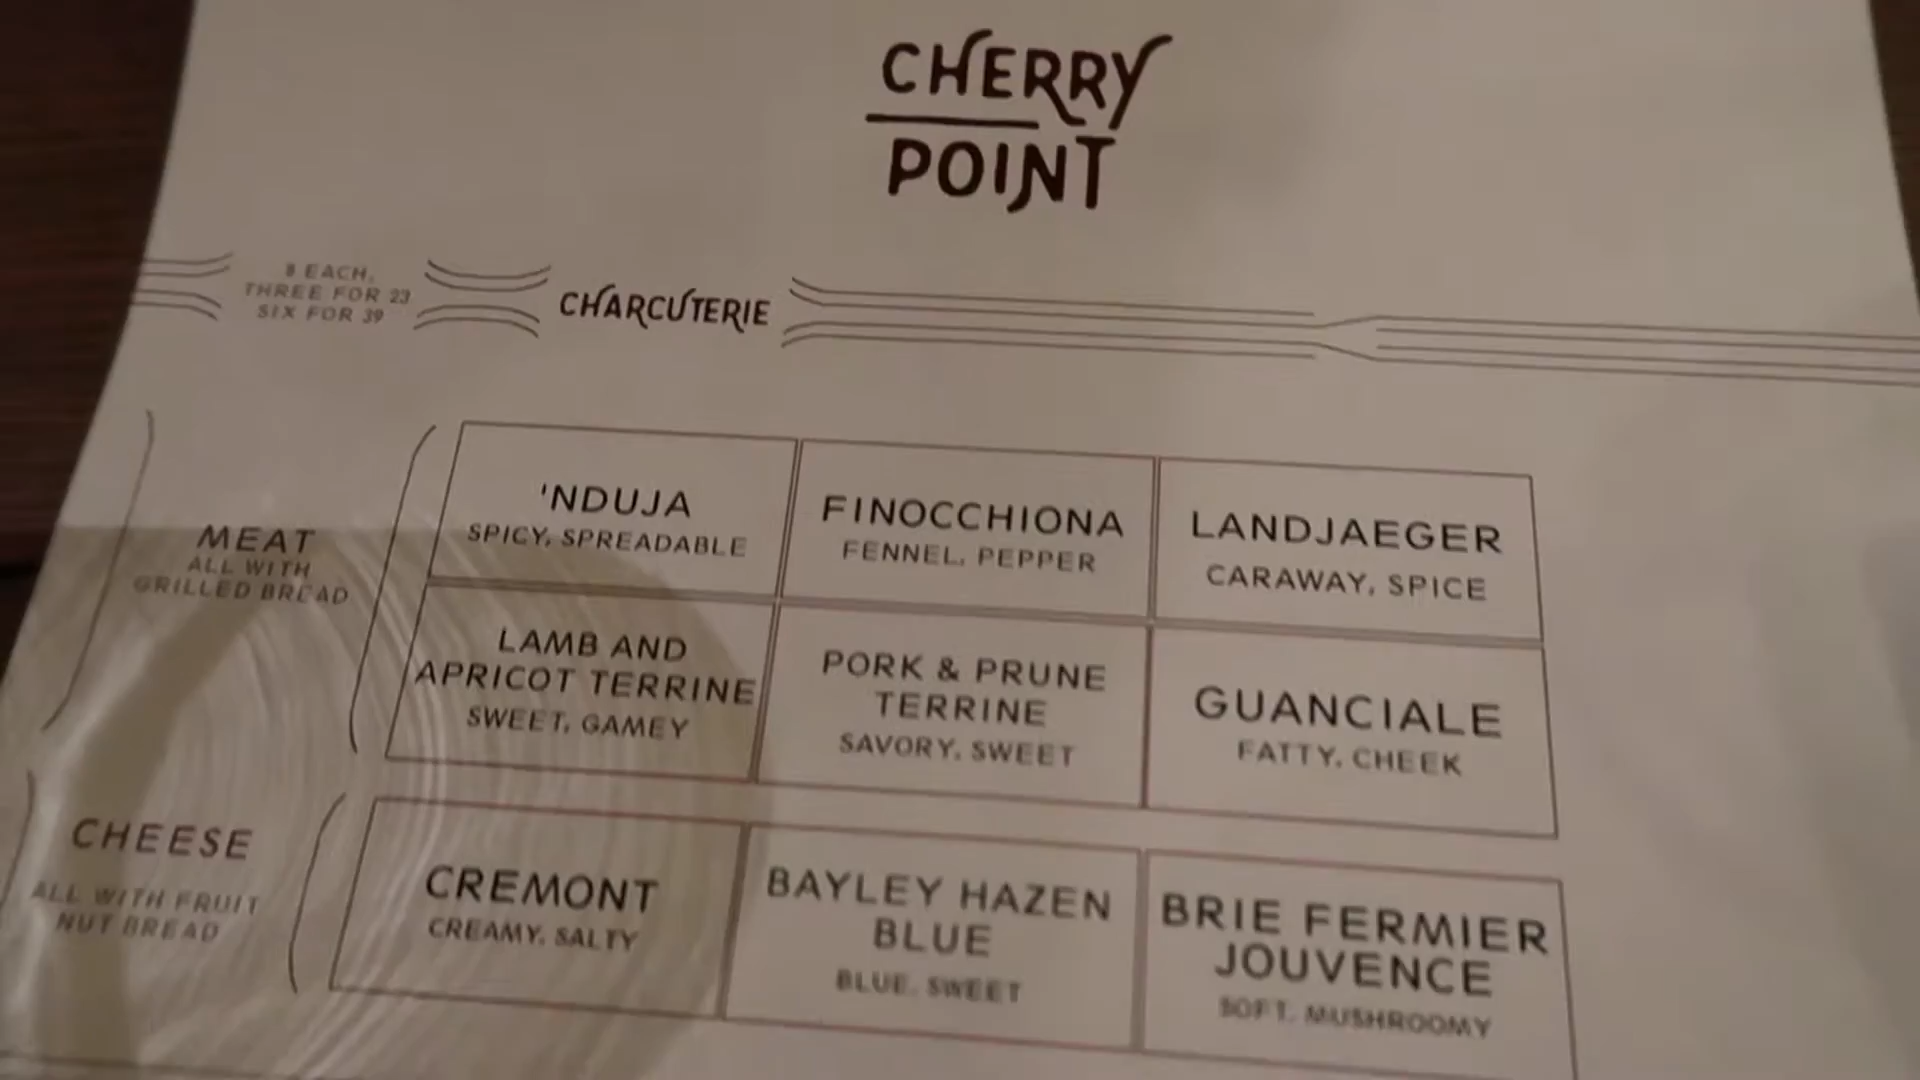 CHERRY
POINT
8 EACH,
THREE FOR 23
SIX FOR 39
CHARCUTERIE
MEAT
ALL WITH
GRILLED BREAD
'NDUJA
SPICY, SPREADABLE
FINOCCHIONA
FENNEL, PEPPER
LANDJAEGER
CARAWAY, SPICE
LAMB AND
APRICOT TERRINE
SWEET, GAMEY
PORK & PRUNE
TERRINE
SAVORY, SWEET
GUANCIALE
FATTY, CHEEK
CHEESE
ALL WITH FRUIT
NUT BREAD
CREMONT
CREAMY, SALTY
BAYLEY HAZEN
BLUE
BLUE, SWEET
BRIE FERMIER
JOUVENCE
SOFT, MUSHROOMY